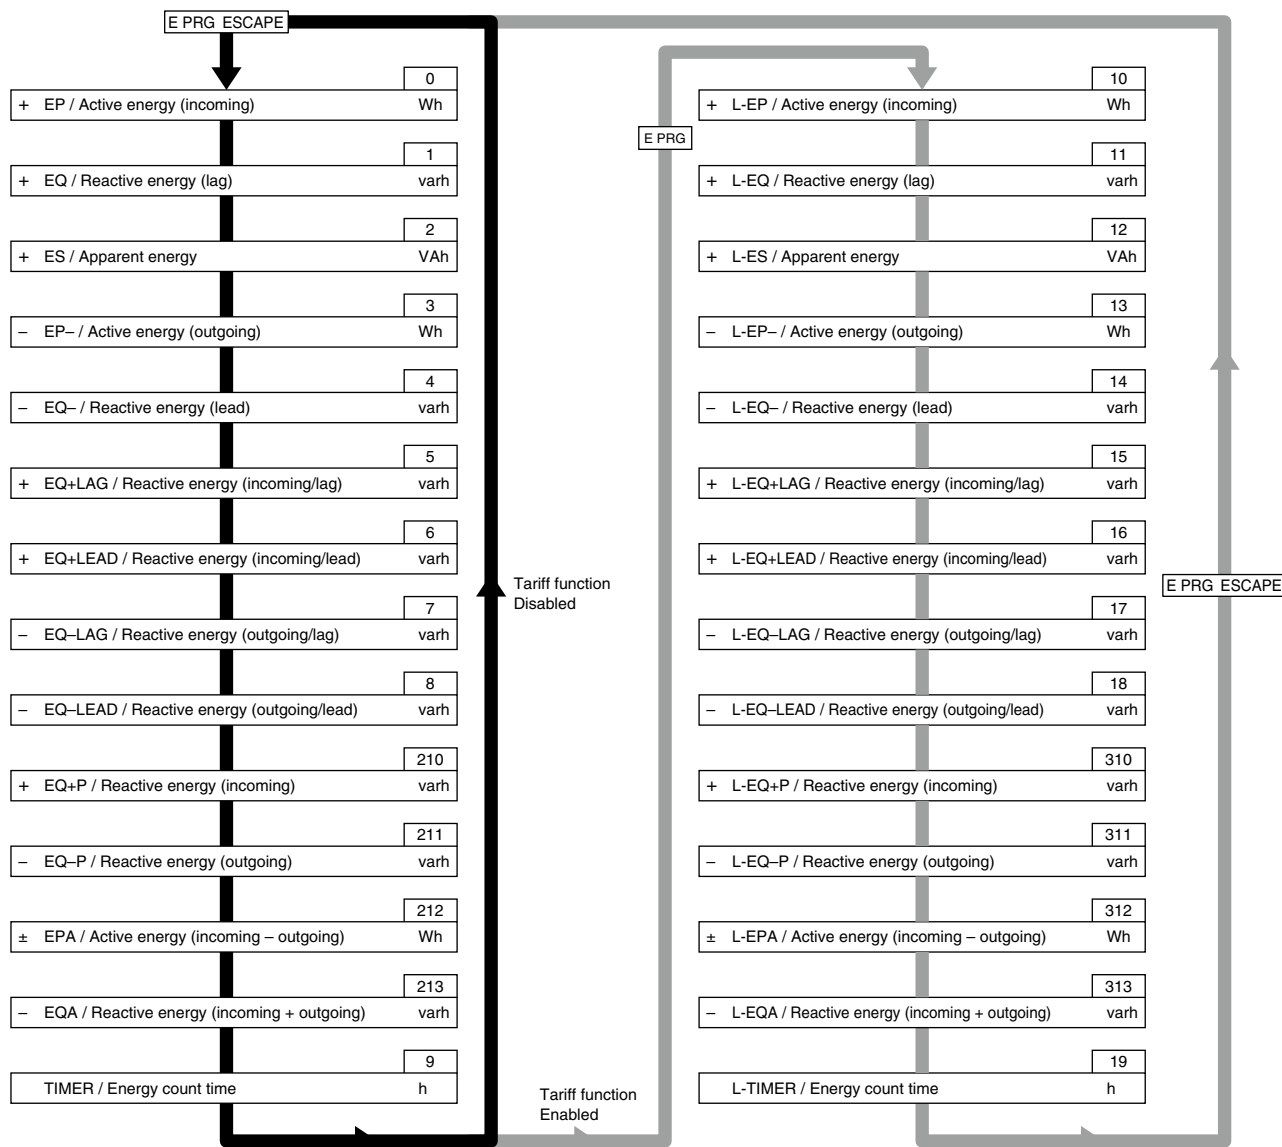 E PRG ESCAPE
0
+ EP / Active energy (incoming) Wh
1
+ EQ / Reactive energy (lag) varh
2
+ ES / Apparent energy VAh
3
– EP– / Active energy (outgoing) Wh
4
– EQ– / Reactive energy (lead) varh
5
+ EQ+LAG / Reactive energy (incoming/lag) varh
6
+ EQ+LEAD / Reactive energy (incoming/lead) varh
7
– EQ–LAG / Reactive energy (outgoing/lag) varh
8
– EQ–LEAD / Reactive energy (outgoing/lead) varh
210
+ EQ+P / Reactive energy (incoming) varh
211
– EQ–P / Reactive energy (outgoing) varh
212
± EPA / Active energy (incoming – outgoing) Wh
213
– EQA / Reactive energy (incoming + outgoing) varh
9
TIMER / Energy count time h
Tariff function
Disabled
Tariff function
Enabled
E PRG
10
+ L-EP / Active energy (incoming) Wh
11
+ L-EQ / Reactive energy (lag) varh
12
+ L-ES / Apparent energy VAh
13
– L-EP– / Active energy (outgoing) Wh
14
– L-EQ– / Reactive energy (lead) varh
15
+ L-EQ+LAG / Reactive energy (incoming/lag) varh
16
+ L-EQ+LEAD / Reactive energy (incoming/lead) varh
17
– L-EQ–LAG / Reactive energy (outgoing/lag) varh
18
– L-EQ–LEAD / Reactive energy (outgoing/lead) varh
310
+ L-EQ+P / Reactive energy (incoming) varh
311
– L-EQ–P / Reactive energy (outgoing) varh
312
± L-EPA / Active energy (incoming – outgoing) Wh
313
– L-EQA / Reactive energy (incoming + outgoing) varh
19
L-TIMER / Energy count time h
E PRG ESCAPE